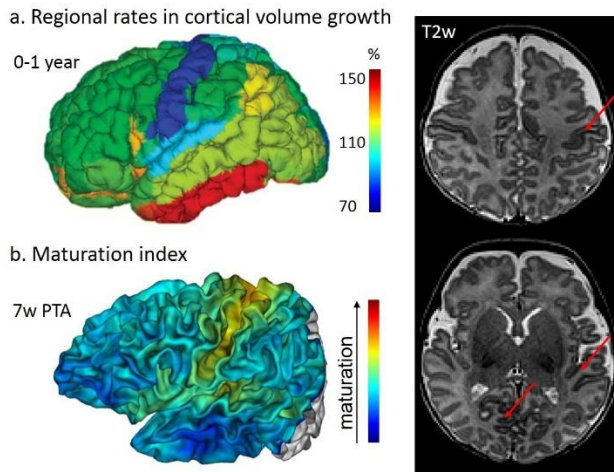 a. Regional rates in cortical volume growth
0-1 year
%
150
110
70
b. Maturation index
7w PTA
maturation
T2w